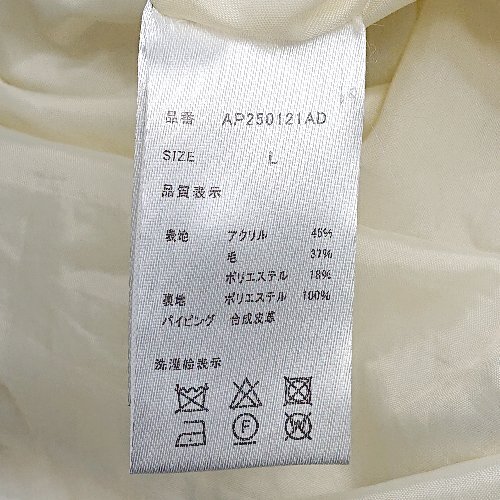 品番 AP250121AD
SIZE L
品質表示
表地 アクリル 45%
毛 37%
ポリエステル 18%
裏地 ポリエステル 100%
パイピング 合成皮革
洗濯絵表示
F W